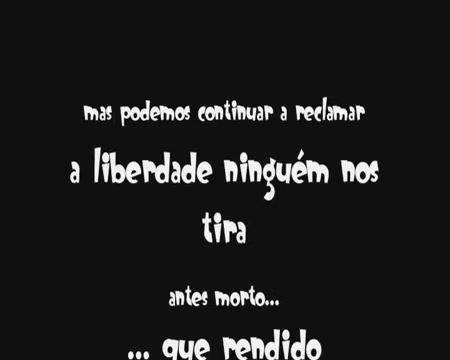 mas podemos continuar a reclamar
a liberdade ninguém nos
tira
antes morto...
... que rendido